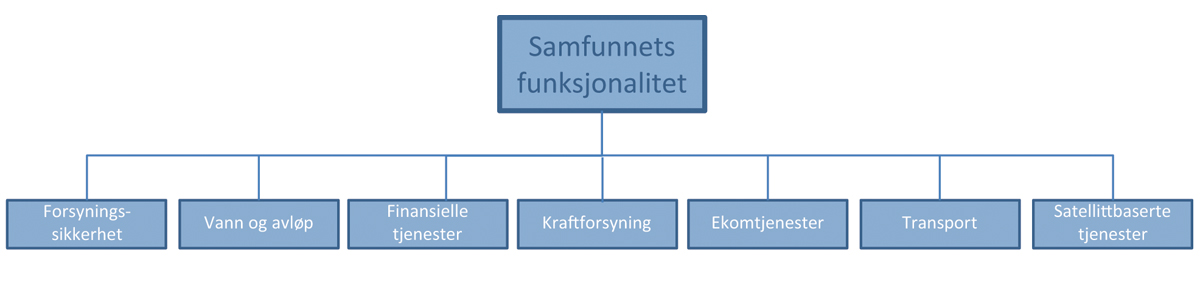 Samfunnets
funksjonalitet
Forsynings-
sikkerhet
Vann og avløp
Finansielle
tjenester
Kraftforsyning
Ekomtjenester
Transport
Satellittbaserte
tjenester